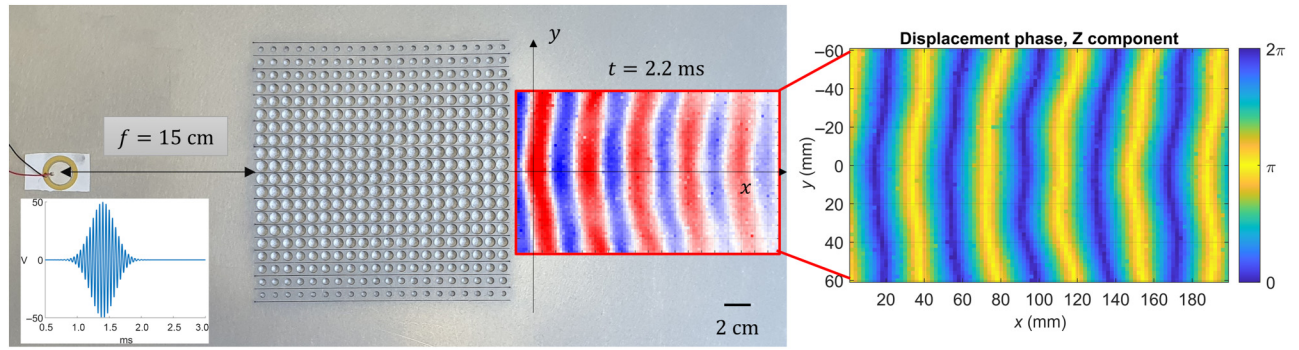 y
t = 2.2 ms
f = 15 cm
x
2 cm
50
V 0
−50
0.5 1.0 1.5 2.0 2.5 3.0
ms
Displacement phase, Z component
−60
−40
−20
0
20
40
60
y (mm)
20 40 60 80 100 120 140 160 180
x (mm)
2π
π
0